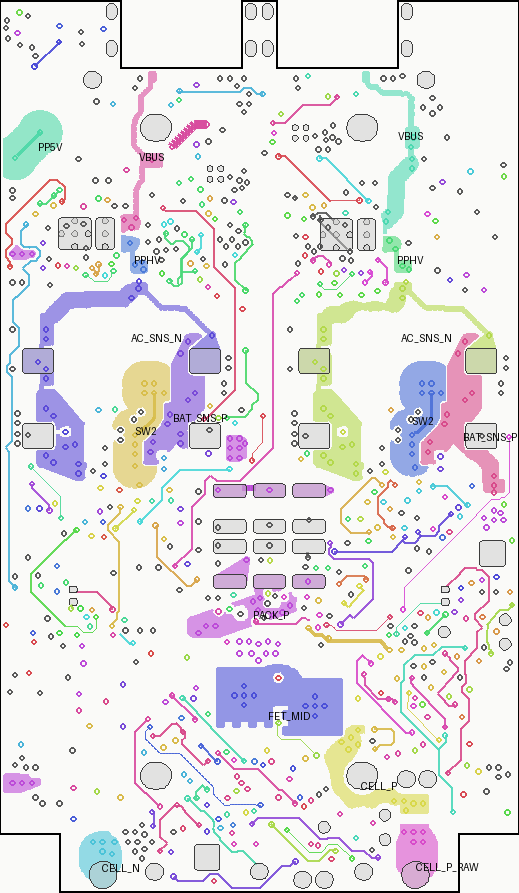 VBUS
PP5V
VBUS
PPHV
PPHV
AC_SNS_N
AC_SNS_N
BAT_SNS_P
SW2
SW2
BAT_SNS_P
PACK_P
FET_MID
CELL_P
CELL_N
CELL_P_RAW